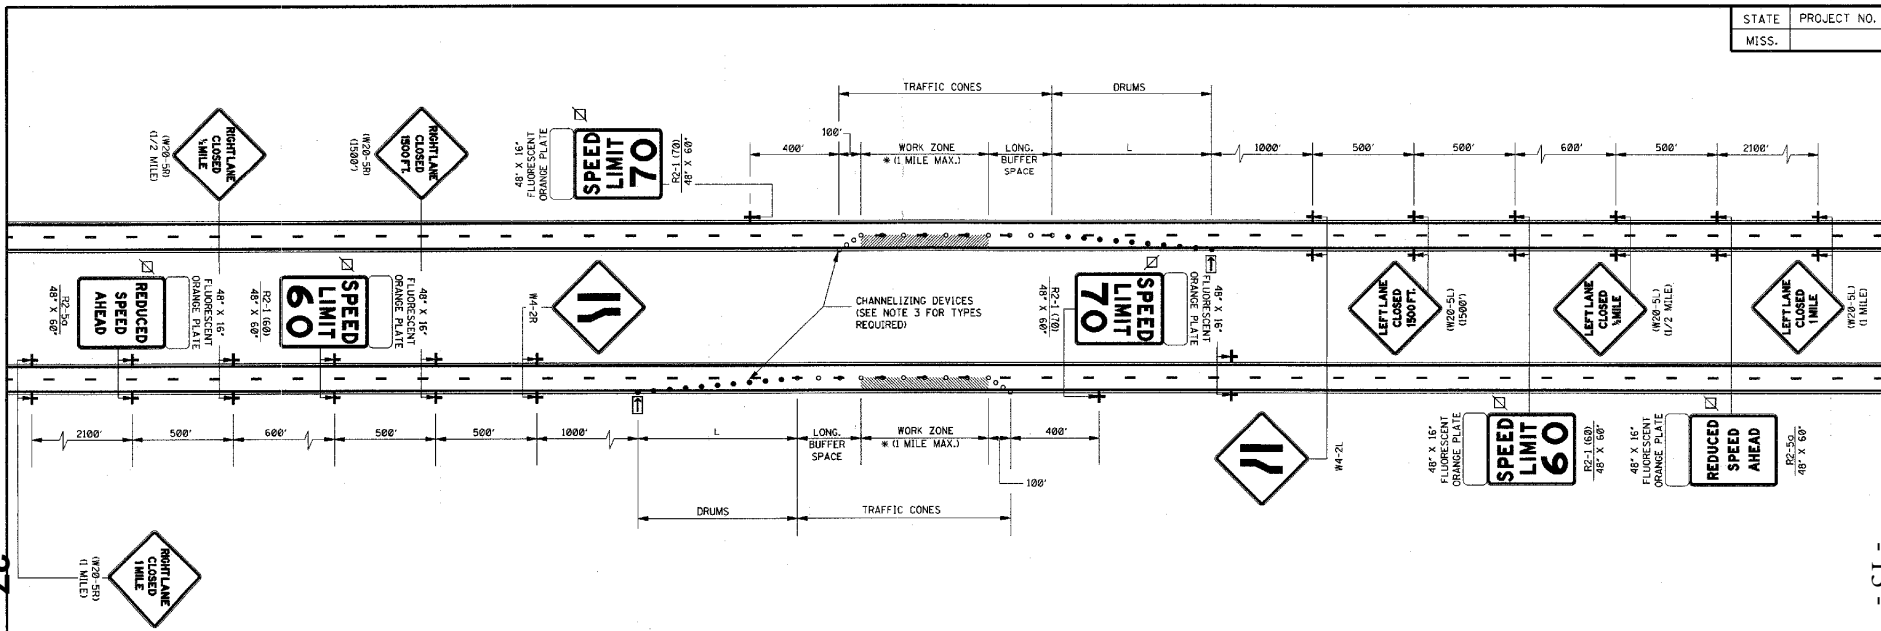 STATE PROJECT NO.
MISS.
TRAFFIC CONES
DRUMS
RIGHT LANE
CLOSED
½ MILE
(W20-5R)
(1/2 MILE)
RIGHT LANE
CLOSED
1500 FT.
(W20-5R)
(1500')
SPEED
LIMIT
70
48" X 16"
FLUORESCENT
ORANGE PLATE
R2-1 (70)
48" X 60"
400'
100'
WORK ZONE
* (1 MILE MAX.)
LONG.
BUFFER
SPACE
L
1000'
500'
500'
600'
500'
2100'
REDUCED
SPEED
AHEAD
R2-5a
48" X 60"
48" X 16"
FLUORESCENT
ORANGE PLATE
SPEED
LIMIT
60
R2-1 (60)
48" X 60"
48" X 16"
FLUORESCENT
ORANGE PLATE
W4-2R
CHANNELIZING DEVICES
(SEE NOTE 3 FOR TYPES
REQUIRED)
SPEED
LIMIT
70
R2-1 (70)
48" X 60"
48" X 16"
FLUORESCENT
ORANGE PLATE
LEFT LANE
CLOSED
1500 FT.
(W20-5L)
(1500')
LEFT LANE
CLOSED
½ MILE
(W20-5L)
(1/2 MILE)
LEFT LANE
CLOSED
1 MILE
(W20-5L)
(1 MILE)
2100'
500'
600'
500'
500'
1000'
L
LONG.
BUFFER
SPACE
WORK ZONE
* (1 MILE MAX.)
400'
100'
DRUMS
TRAFFIC CONES
W4-2L
48" X 16"
FLUORESCENT
ORANGE PLATE
SPEED
LIMIT
60
R2-1 (60)
48" X 60"
48" X 16"
FLUORESCENT
ORANGE PLATE
REDUCED
SPEED
AHEAD
R2-5a
48" X 60"
RIGHT LANE
CLOSED
1 MILE
(W20-5R)
(1 MILE)